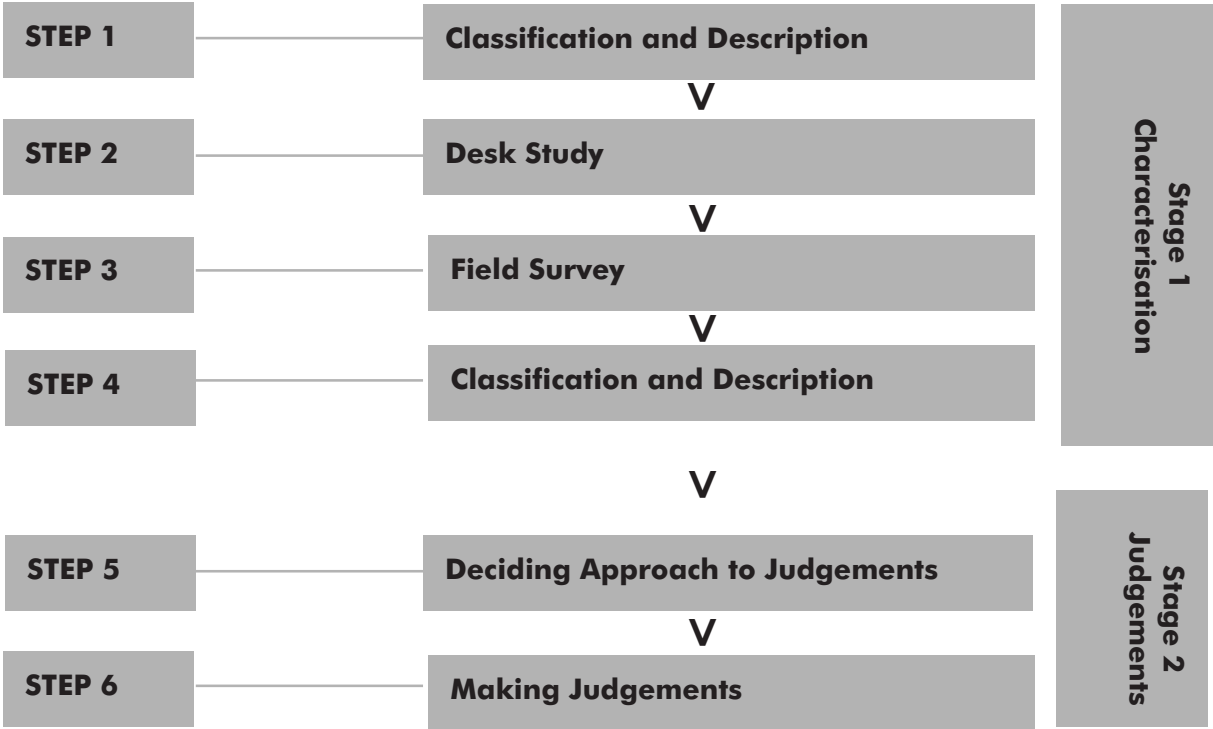 STEP 1
Classification and Description
V
STEP 2
Desk Study
V
STEP 3
Field Survey
V
STEP 4
Classification and Description
Stage 1
Characterisation
V
STEP 5
Deciding Approach to Judgements
V
STEP 6
Making Judgements
Stage 2
Judgements